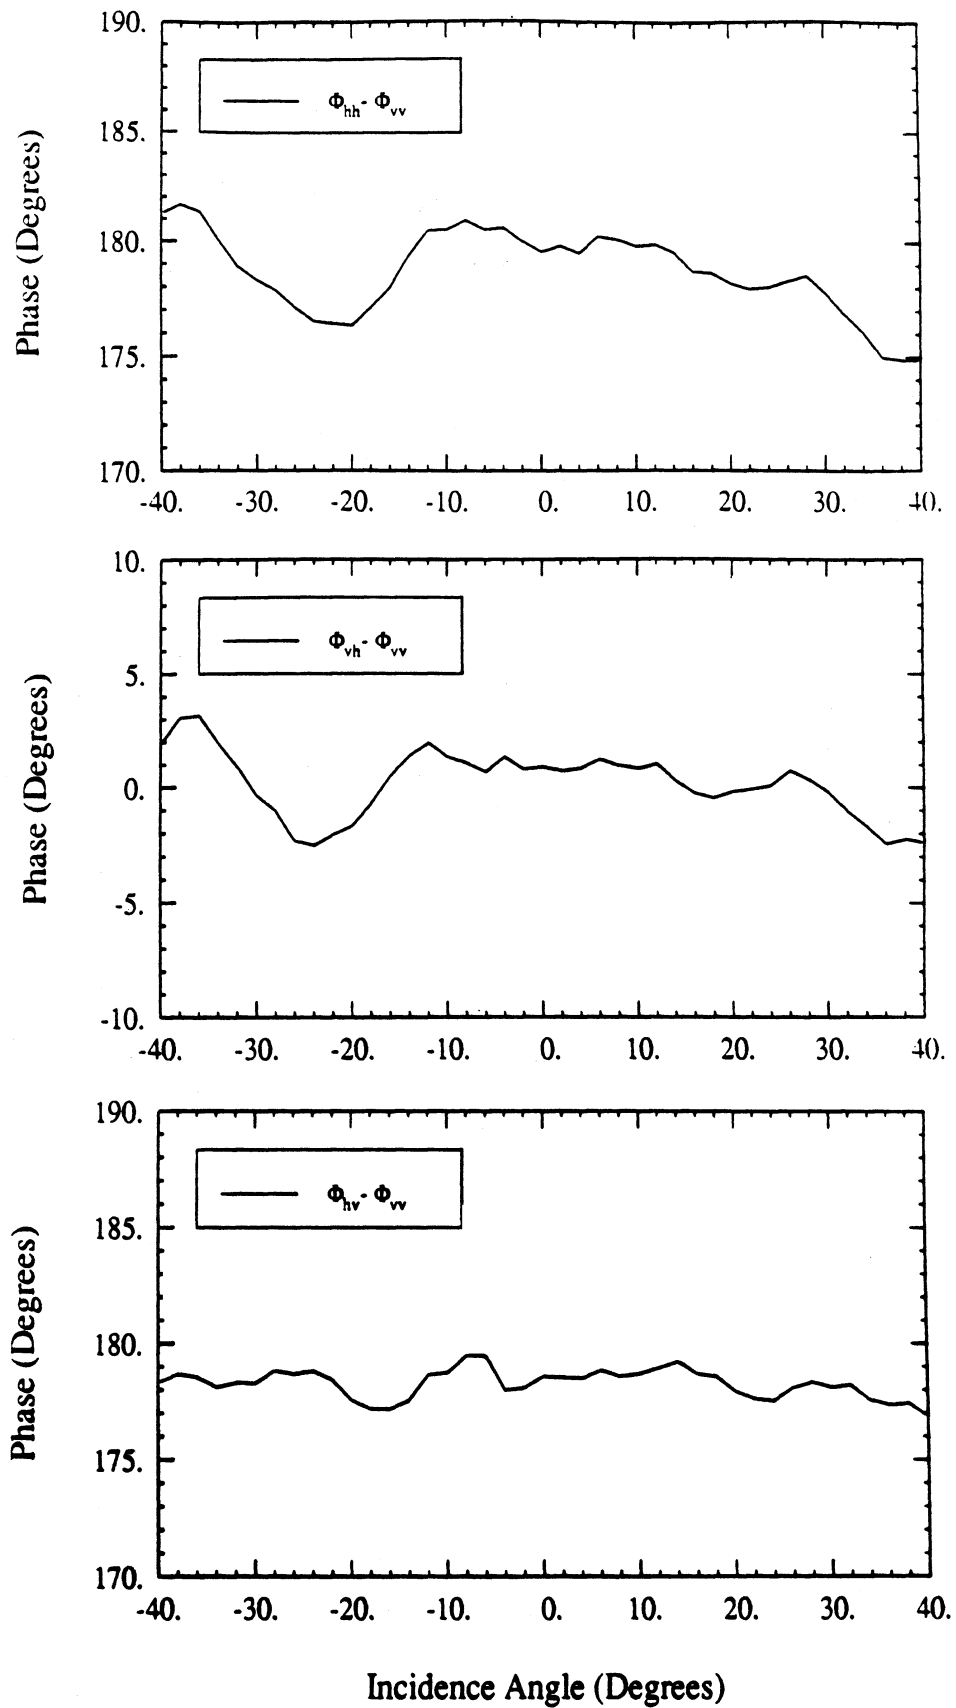 190.
185.
180.
175.
170.
Phase (Degrees)
Φhh- Φvv
-40. -30. -20. -10. 0. 10. 20. 30. 40.
10.
5.
0.
-5.
-10.
Phase (Degrees)
Φvh- Φvv
-40. -30. -20. -10. 0. 10. 20. 30. 40.
190.
185.
180.
175.
170.
Phase (Degrees)
Φhv- Φvv
-40. -30. -20. -10. 0. 10. 20. 30. 40.
Incidence Angle (Degrees)